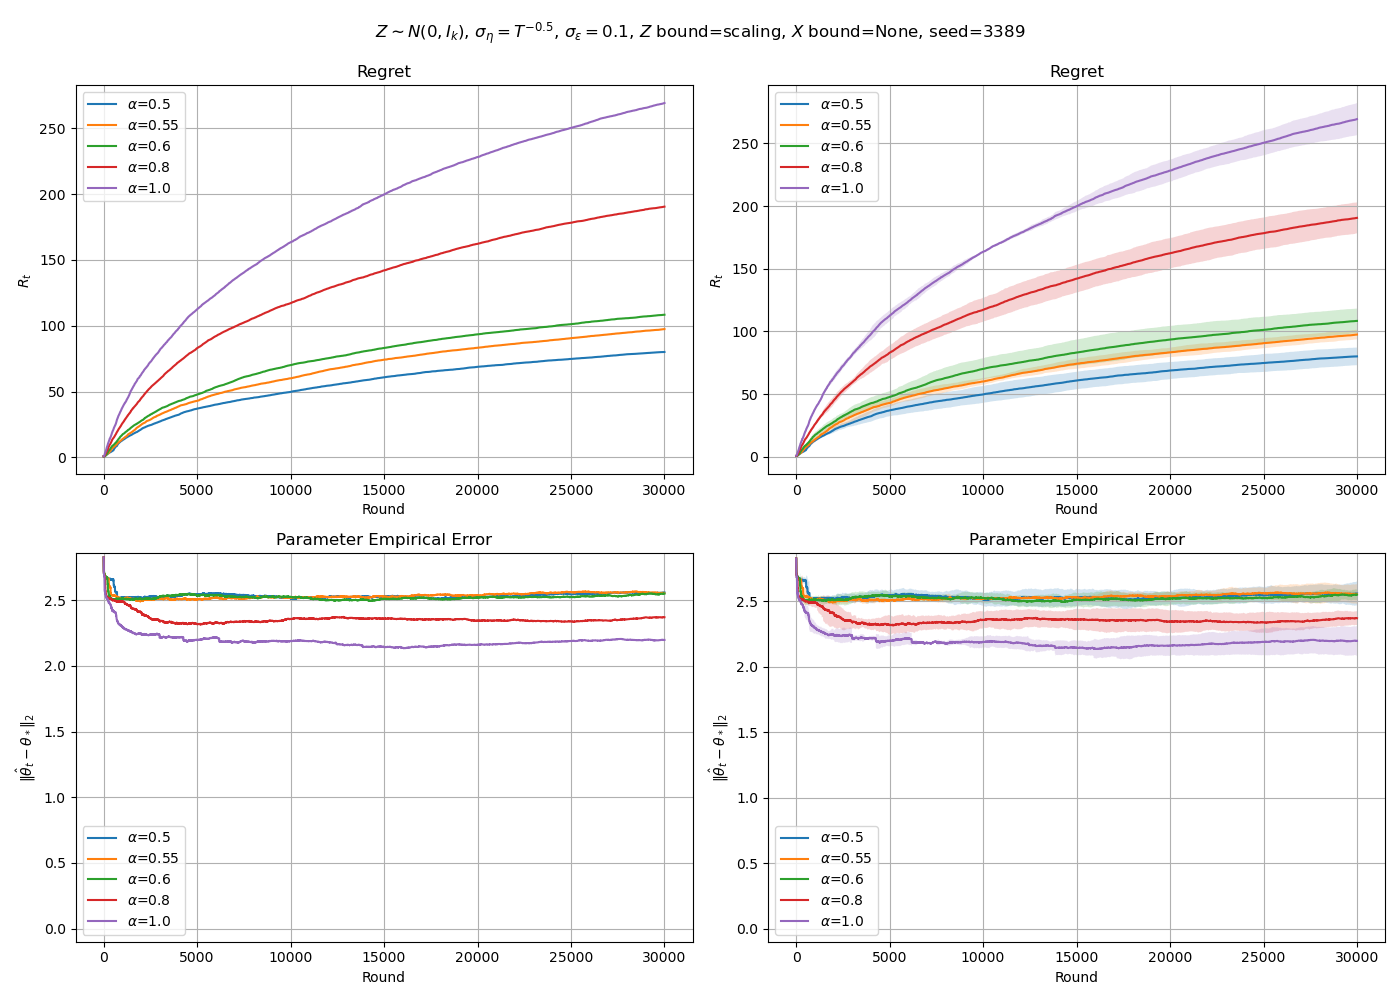 Z ~ N(0, I_k), σ_η = T^{−0.5}, σ_ε = 0.1, Z bound=scaling, X bound=None, seed=3389
Regret
α=0.5
α=0.55
α=0.6
α=0.8
α=1.0
250
200
150
100
50
0
R_t
0 5000 10000 15000 20000 25000 30000
Round
Regret
α=0.5
α=0.55
α=0.6
α=0.8
α=1.0
250
200
150
100
50
0
R_t
0 5000 10000 15000 20000 25000 30000
Round
Parameter Empirical Error
2.5
2.0
1.5
1.0
0.5
0.0
‖θ̂_t − θ_*‖_2
α=0.5
α=0.55
α=0.6
α=0.8
α=1.0
0 5000 10000 15000 20000 25000 30000
Round
Parameter Empirical Error
2.5
2.0
1.5
1.0
0.5
0.0
‖θ̂_t − θ_*‖_2
α=0.5
α=0.55
α=0.6
α=0.8
α=1.0
0 5000 10000 15000 20000 25000 30000
Round